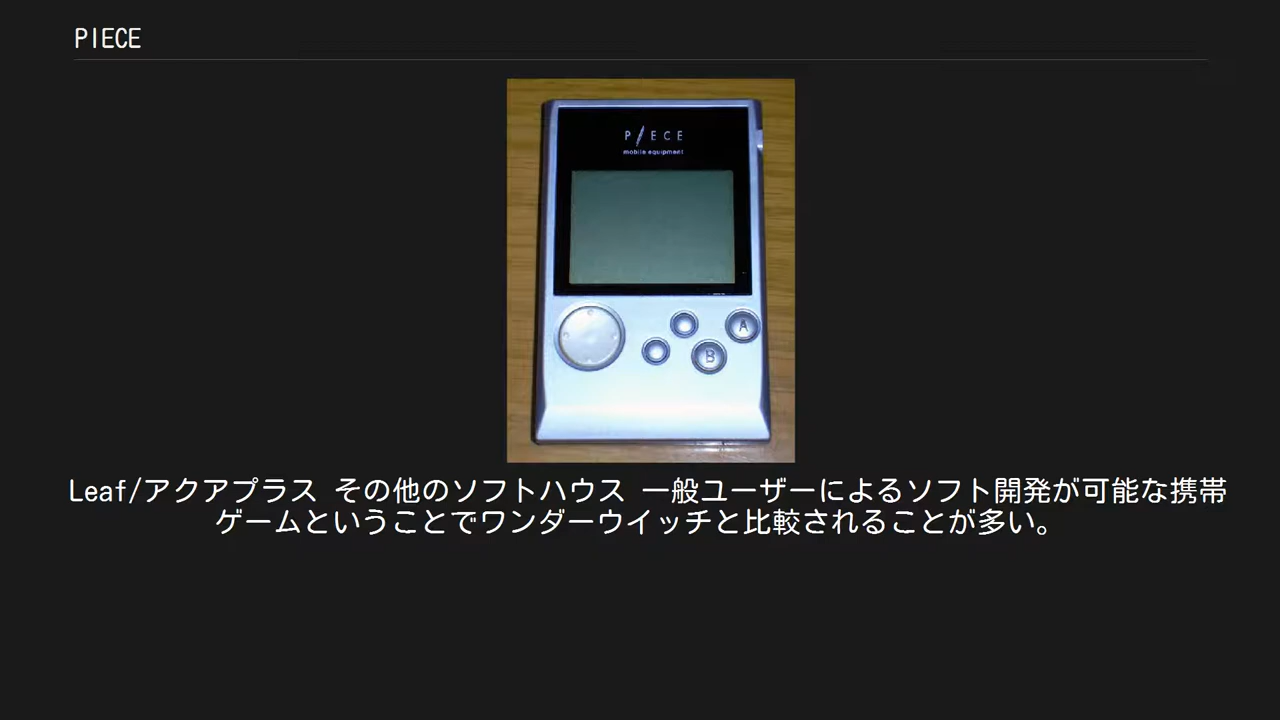 PIECE
P/ECE
mobile equipment
A
B
Leaf/アクアプラス その他のソフトハウス 一般ユーザーによるソフト開発が可能な携帯
ゲームということでワンダーウイッチと比較されることが多い。